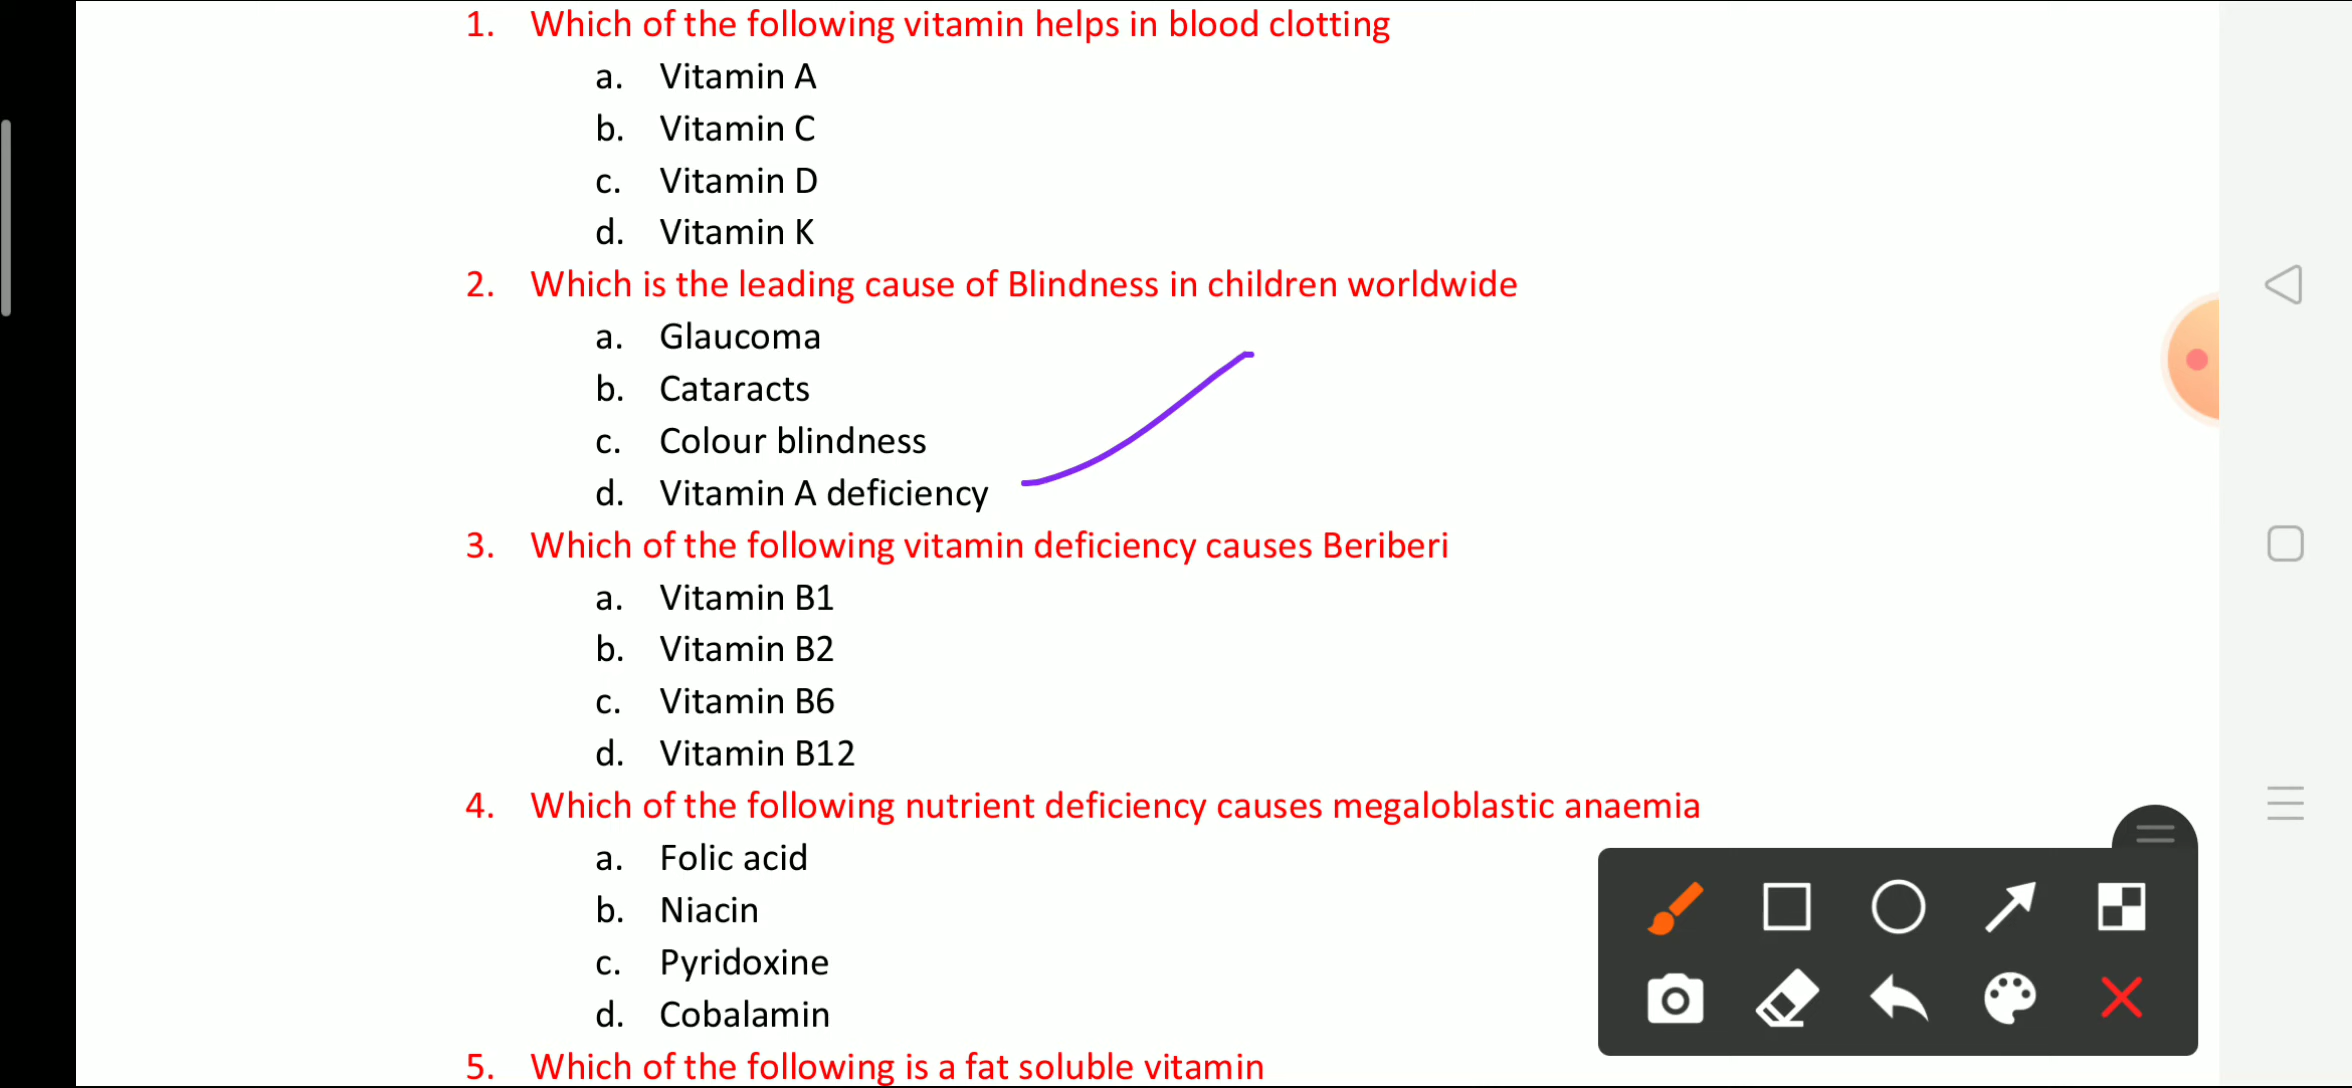 1. Which of the following vitamin helps in blood clotting
a. Vitamin A
b. Vitamin C
c. Vitamin D
d. Vitamin K
2. Which is the leading cause of Blindness in children worldwide
a. Glaucoma
b. Cataracts
c. Colour blindness
d. Vitamin A deficiency
3. Which of the following vitamin deficiency causes Beriberi
a. Vitamin B1
b. Vitamin B2
c. Vitamin B6
d. Vitamin B12
4. Which of the following nutrient deficiency causes megaloblastic anaemia
a. Folic acid
b. Niacin
c. Pyridoxine
d. Cobalamin
5. Which of the following is a fat soluble vitamin